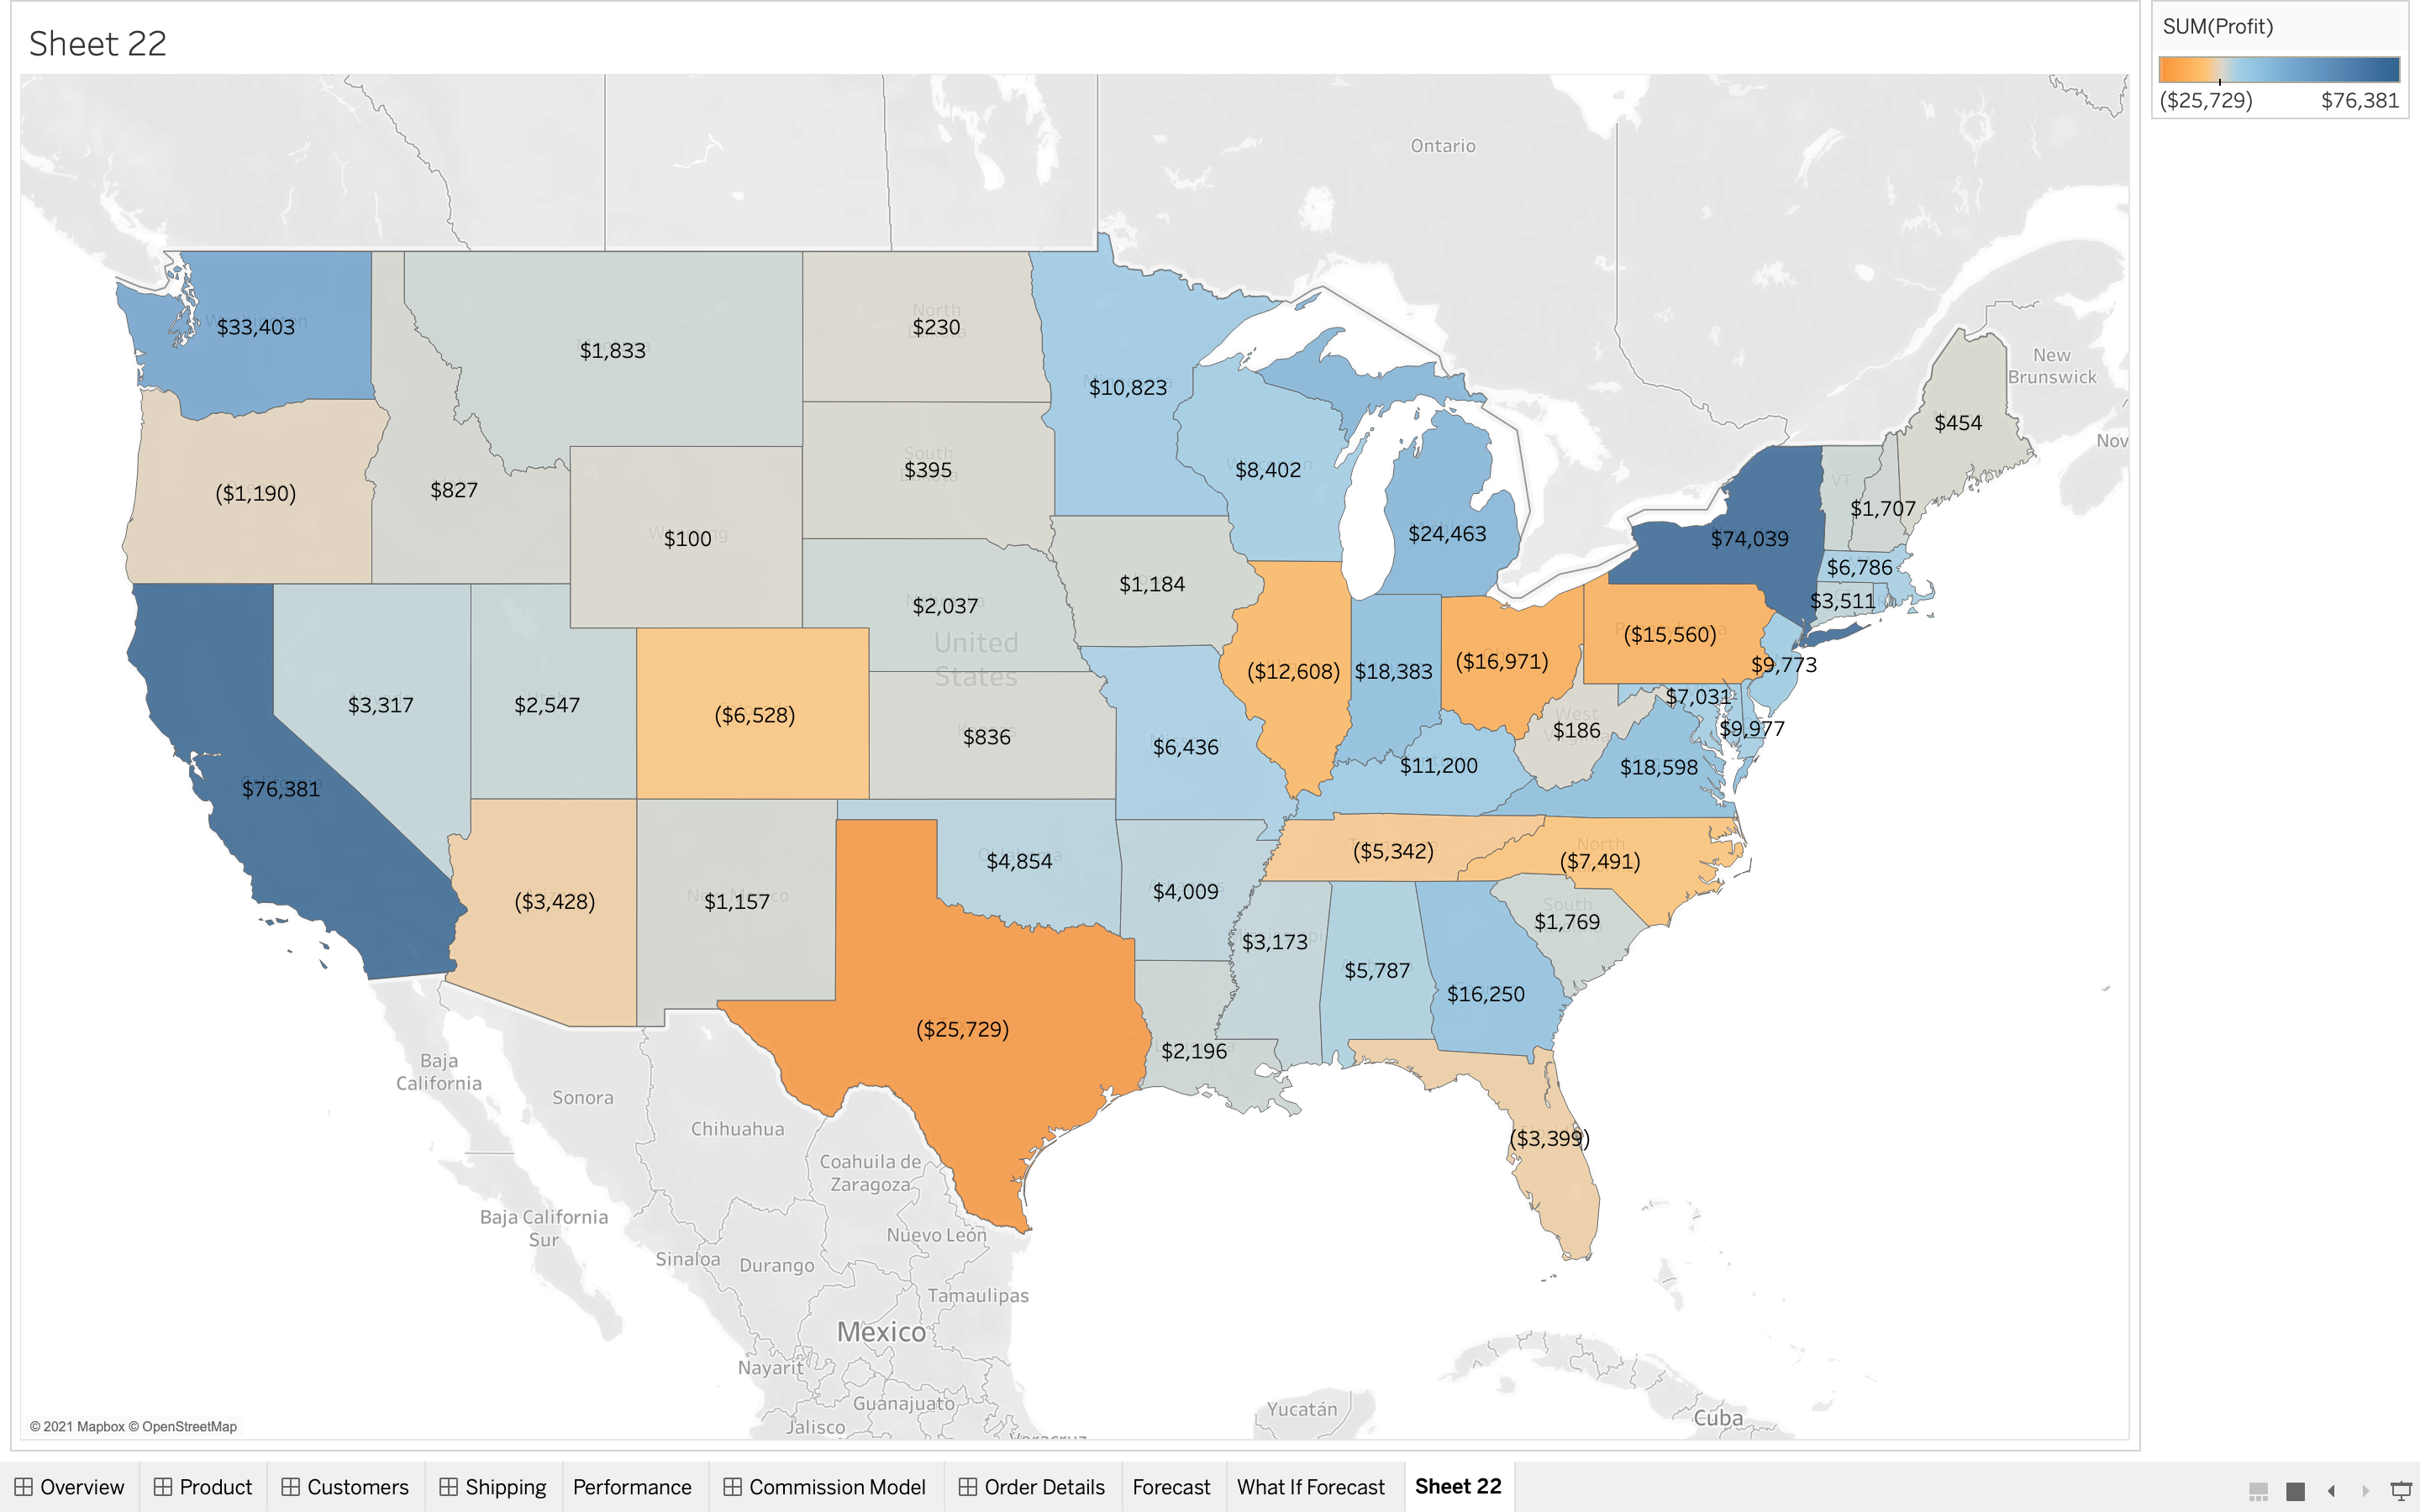 Sheet 22
SUM(Profit)
($25,729) $76,381
Ontario
New
Brunswick
Nov
$33,403
$1,833
North
$230
$10,823
$454
($1,190)
$827
South
$395
$8,402
VT
$1,707
$100
$24,463
$74,039
$6,786
$1,184
$2,037
$3,511
United
States
($12,608)
$18,383
($16,971)
($15,560)
$9,773
$3,317
$2,547
($6,528)
$836
$6,436
West
$186
$7,031
$9,977
$11,200
$18,598
$76,381
$4,854
($5,342)
North
($7,491)
($3,428)
$1,157
$4,009
South
$1,769
$3,173
$5,787
$16,250
($25,729)
$2,196
($3,399)
Baja
California
Sonora
Chihuahua
Coahuila de
Zaragoza
Baja California
Sur
Nuevo León
Sinaloa
Durango
Tamaulipas
Mexico
Nayarit
Guanajuato
Jalisco
Veracruz
Yucatán
Cuba
© 2021 Mapbox © OpenStreetMap
Overview Product Customers Shipping Performance Commission Model Order Details Forecast What If Forecast Sheet 22